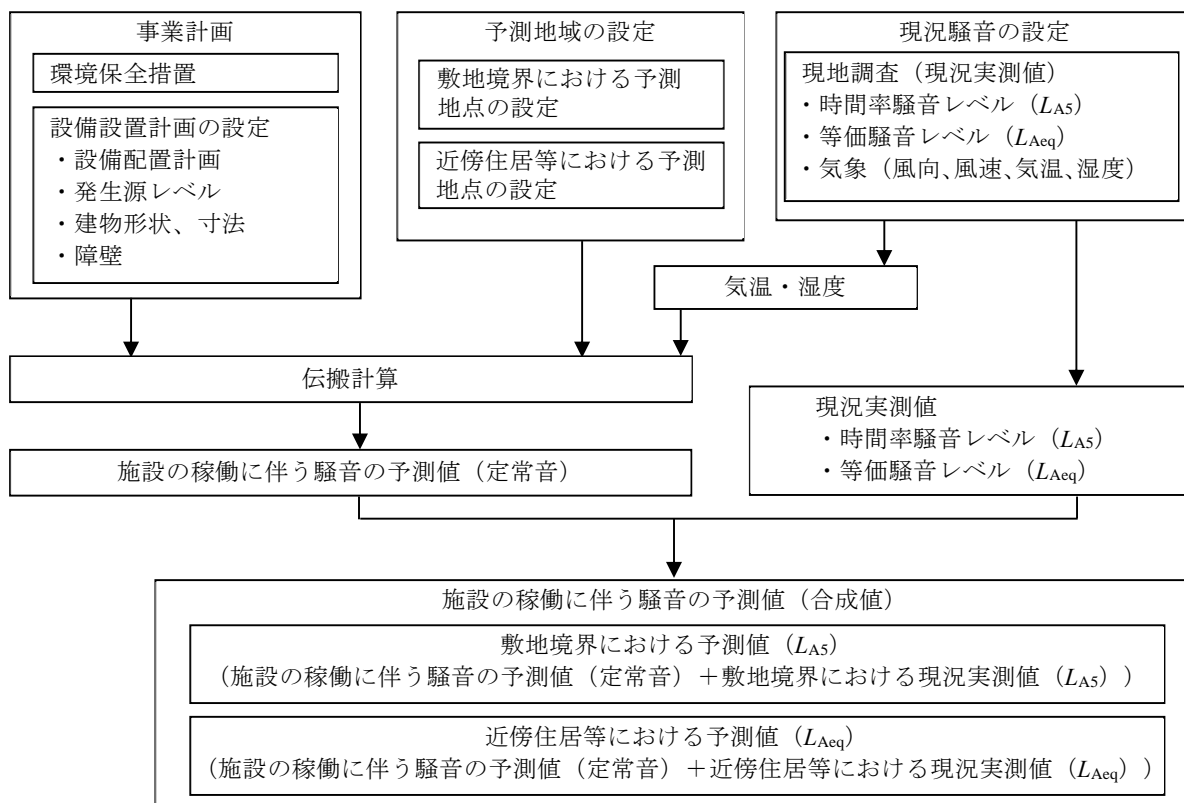 事業計画
環境保全措置
設備設置計画の設定
・設備配置計画
・発生源レベル
・建物形状、寸法
・障壁
予測地域の設定
敷地境界における予測
地点の設定
近傍住居等における予測
地点の設定
現況騒音の設定
現地調査（現況実測値）
・時間率騒音レベル（LA5）
・等価騒音レベル（LAeq）
・気象（風向、風速、気温、湿度）
気温・湿度
伝搬計算
現況実測値
・時間率騒音レベル（LA5）
・等価騒音レベル（LAeq）
施設の稼働に伴う騒音の予測値（定常音）
施設の稼働に伴う騒音の予測値（合成値）
敷地境界における予測値（LA5）
（施設の稼働に伴う騒音の予測値（定常音）＋敷地境界における現況実測値（LA5））
近傍住居等における予測値（LAeq）
（施設の稼働に伴う騒音の予測値（定常音）＋近傍住居等における現況実測値（LAeq））